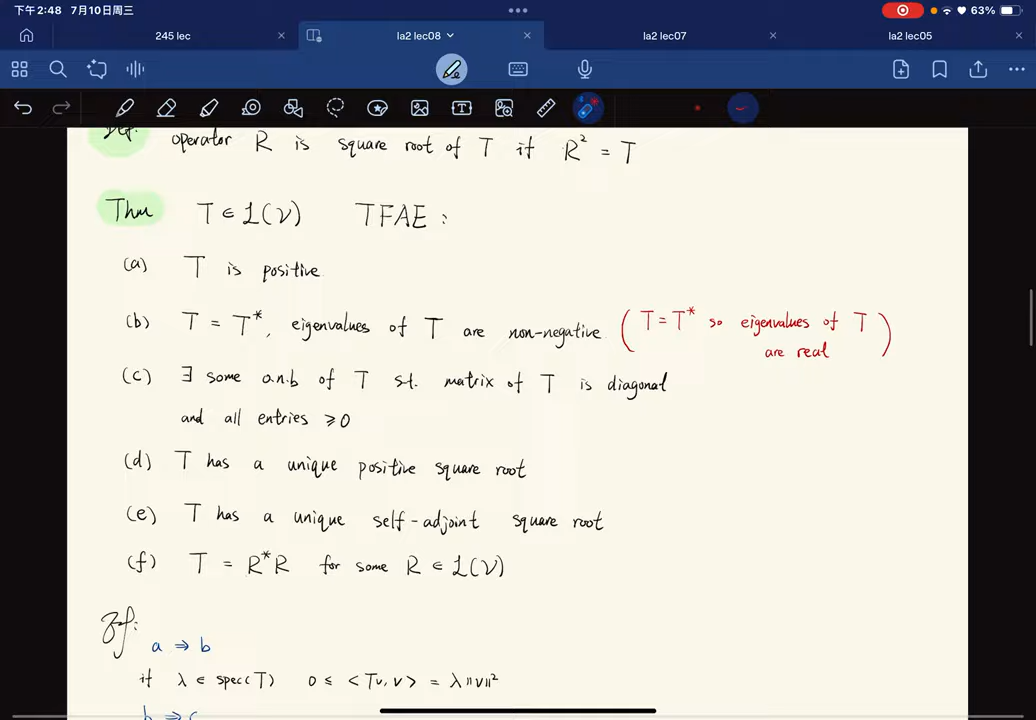 下午2:48 7月10日周三
63%
245 lec
la2 lec08
la2 lec07
la2 lec05
Def. operator R is square root of T if R² = T
Thm T ∈ L(V) TFAE :
(a) T is positive
(b) T = T*, eigenvalues of T are non-negative ( T = T* so eigenvalues of T
are real )
(c) ∃ some o.n.b of T s.t. matrix of T is diagonal
and all entries ⩾ 0
(d) T has a unique positive square root
(e) T has a unique self-adjoint square root
(f) T = R*R for some R ∈ L(V)
Pf:
a ⇒ b
if λ ∈ spec(T) 0 ≤ <Tv, v> = λ ||v||²
b ⇒ c